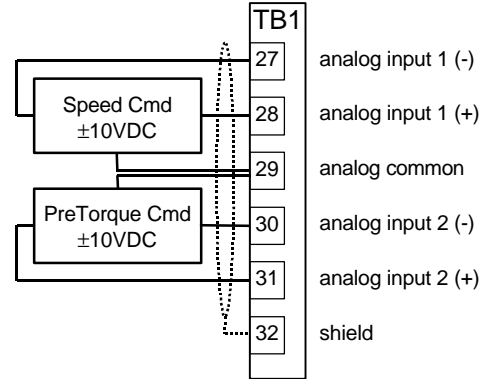 TB1
27 analog input 1 (-)
Speed Cmd
±10VDC
28 analog input 1 (+)
29 analog common
PreTorque Cmd
±10VDC
30 analog input 2 (-)
31 analog input 2 (+)
32 shield